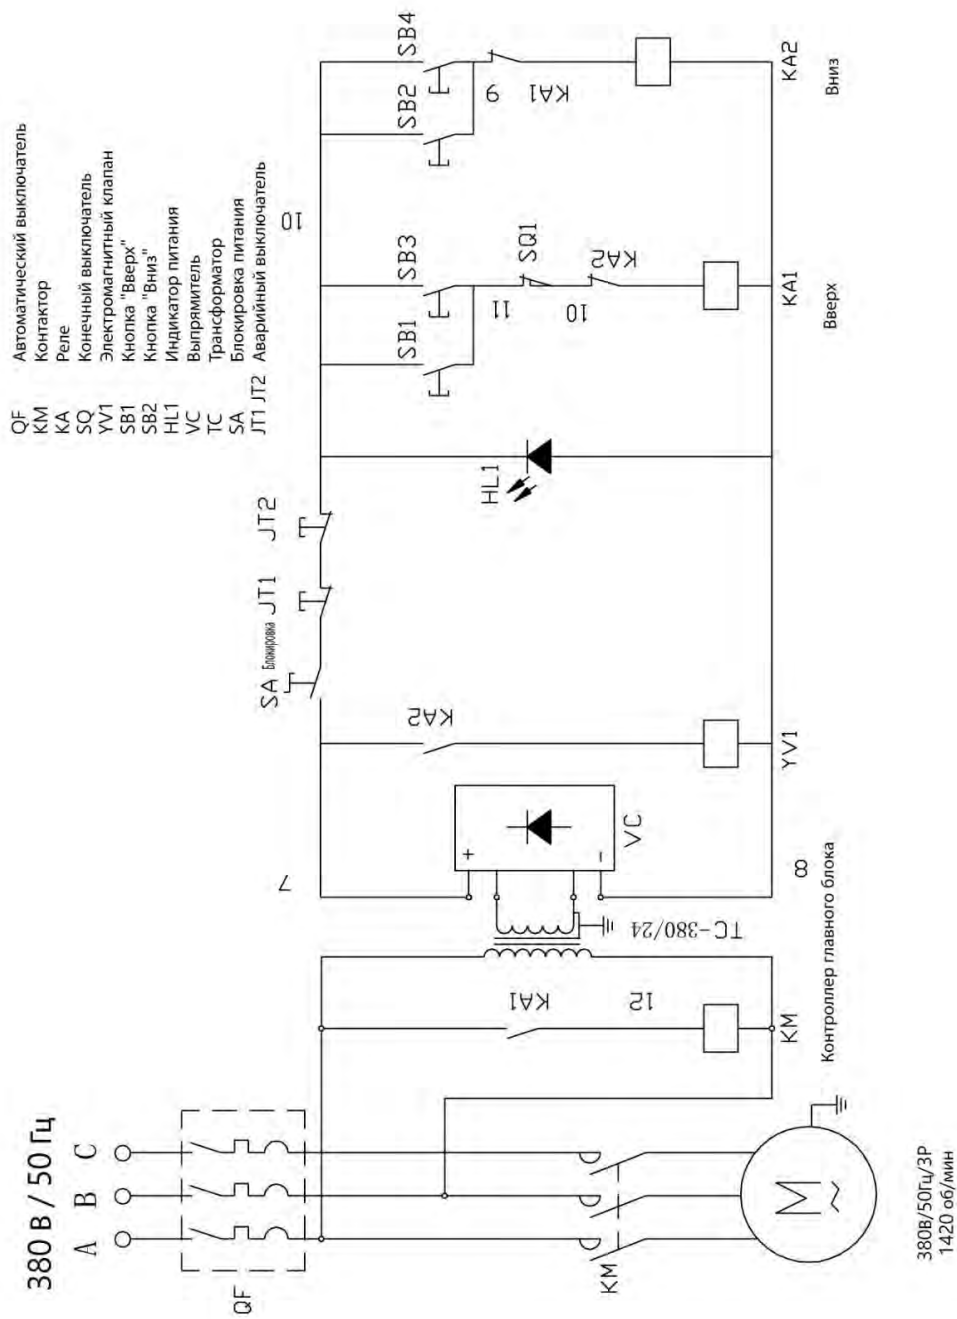 380 В / 50 Гц
A B C
QF
KM
380В/50Гц/3Р
1420 об/мин
M
~
KA1
12
KM
Контроллер главного блока
TC-380/24
7
8
+
-
VC
KA2
YV1
SA Блокировка JT1 JT2
HL1
10
SB1 SB3
11
SQ1
10
KA2
KA1
Вверх
SB2 SB4
9
KA1
KA2
Вниз
QF Автоматический выключатель
KM Контактор
KA Реле
SQ Конечный выключатель
YV1 Электромагнитный клапан
SB1 Кнопка "Вверх"
SB2 Кнопка "Вниз"
HL1 Индикатор питания
VC Выпрямитель
TC Трансформатор
SA Блокировка питания
JT1 JT2 Аварийный выключатель